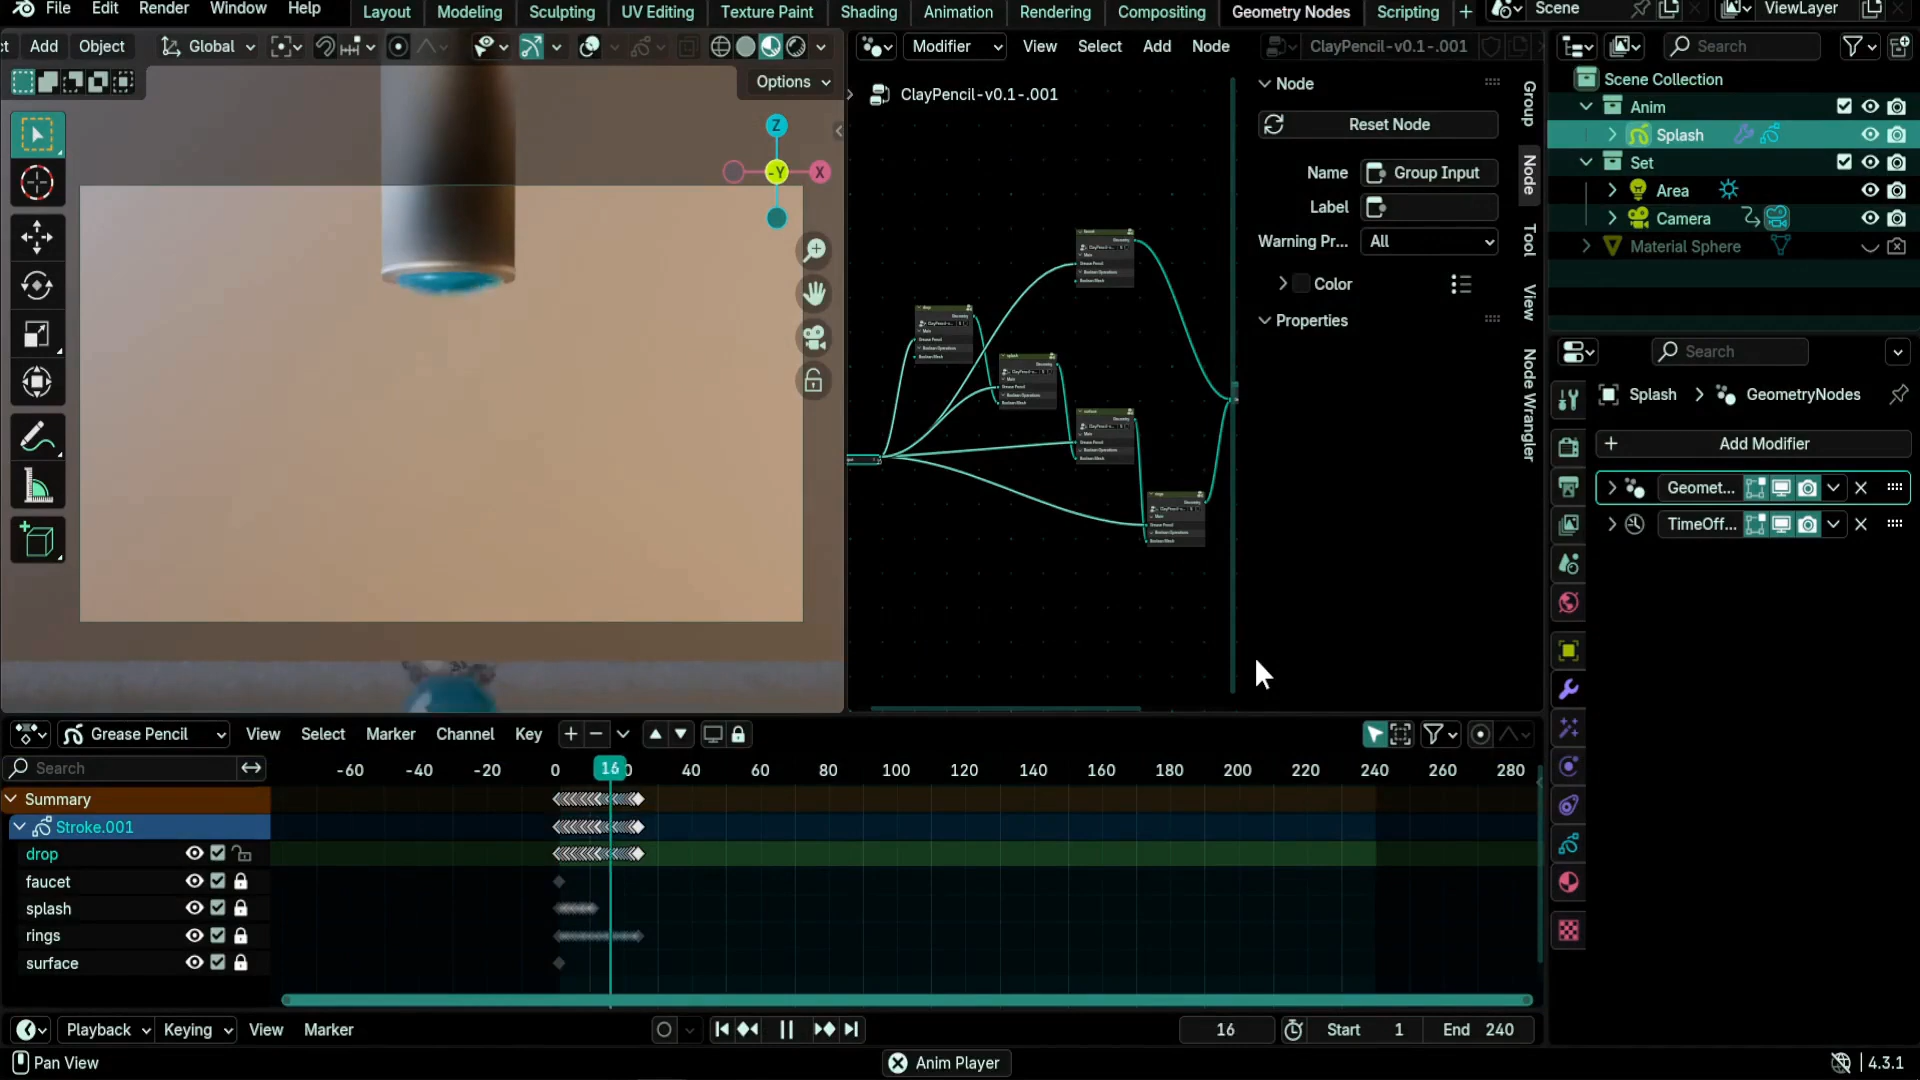 File Edit Render Window Help Layout Modeling Sculpting UV Editing Texture Paint Shading Animation Rendering Compositing Geometry Nodes Scripting + Scene ViewLayer
Add Object Global Modifier View Select Add Node ClayPencil-v0.1-.001 Search
Options
Z
-Y X
ClayPencil-v0.1-.001
Node
Reset Node
Name Group Input
Label
Warning Pr... All
Color
Properties
Group
Node
Tool
View
Node Wrangler
Scene Collection
Anim
Splash
Set
Area
Camera
Material Sphere
Search
Splash > GeometryNodes
+ Add Modifier
Geomet...
TimeOff...
Grease Pencil View Select Marker Channel Key
Search -60 -40 -20 0 16 40 60 80 100 120 140 160 180 200 220 240 260 280
Summary
Stroke.001
drop
faucet
splash
rings
surface
Playback Keying View Marker 16 Start 1 End 240
Pan View Anim Player 4.3.1